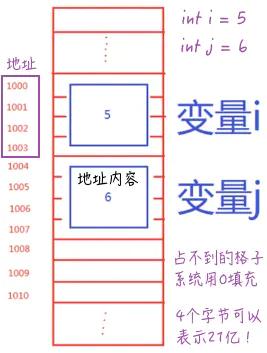 int i = 5
int j = 6
地址
1000
1001
1002
1003
5
变量i
1004
1005
1006
1007
地址内容
6
变量j
1008
1009
1010
占不到的格子
系统用0填充
4个字节可以
表示21亿！